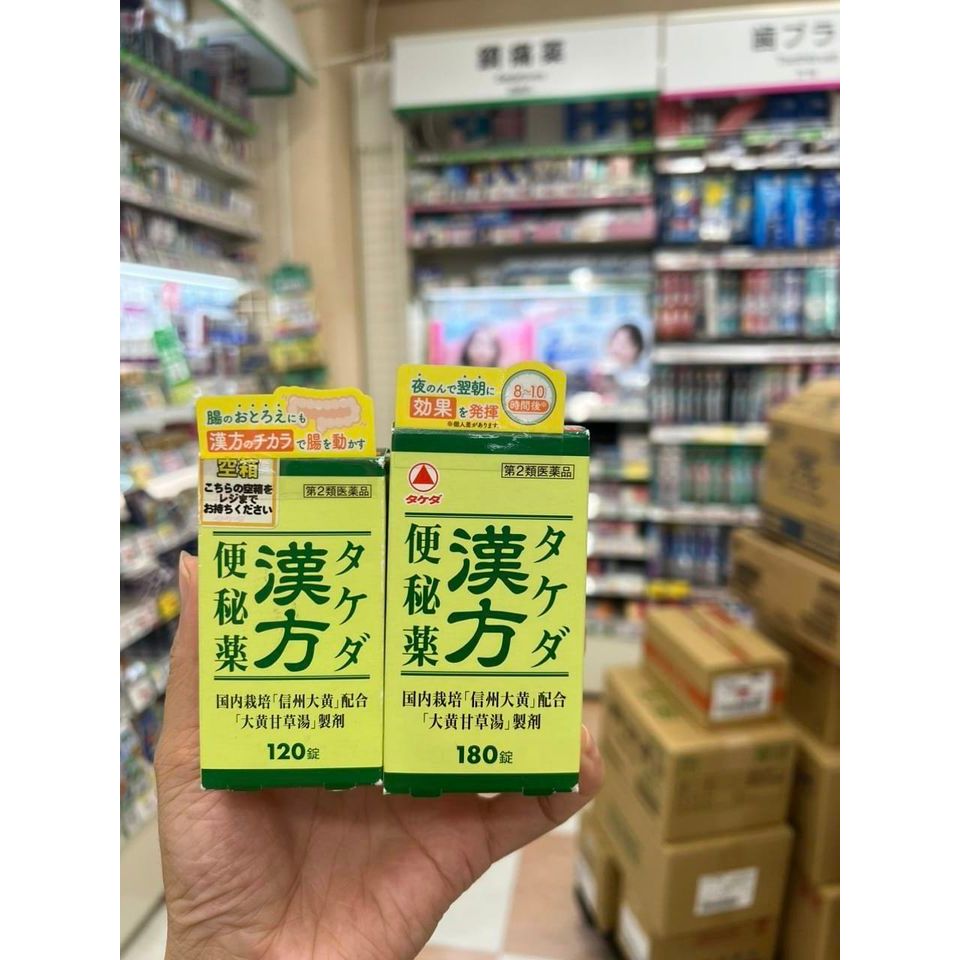 頭痛薬
歯ブラ
腸のおとろえにも
漢方のチカラで腸を動かす
空箱
こちらの空箱を
レジまで
お持ちください
第2類医薬品
タケダ
漢方
便秘薬
国内栽培「信州大黄」配合
「大黄甘草湯」製剤
120錠
夜のんで翌朝に
効果を発揮
8~10
時間後※
※個人差があります。
タケダ
第2類医薬品
タケダ
漢方
便秘薬
国内栽培「信州大黄」配合
「大黄甘草湯」製剤
180錠